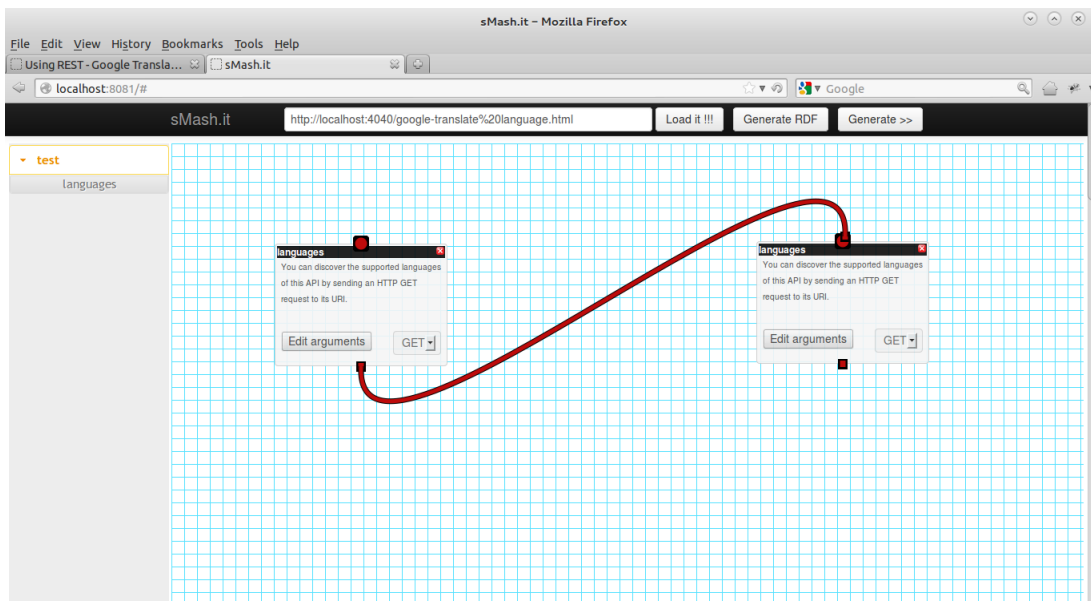 sMash.it - Mozilla Firefox
File Edit View History Bookmarks Tools Help
Using REST - Google Transla...
sMash.it
localhost:8081/#
Google
sMash.it
http://localhost:4040/google-translate%20language.html
Load it !!!
Generate RDF
Generate >>
test
languages
languages
You can discover the supported languages
of this API by sending an HTTP GET
request to its URI.
Edit arguments
GET
languages
You can discover the supported languages
of this API by sending an HTTP GET
request to its URI.
Edit arguments
GET